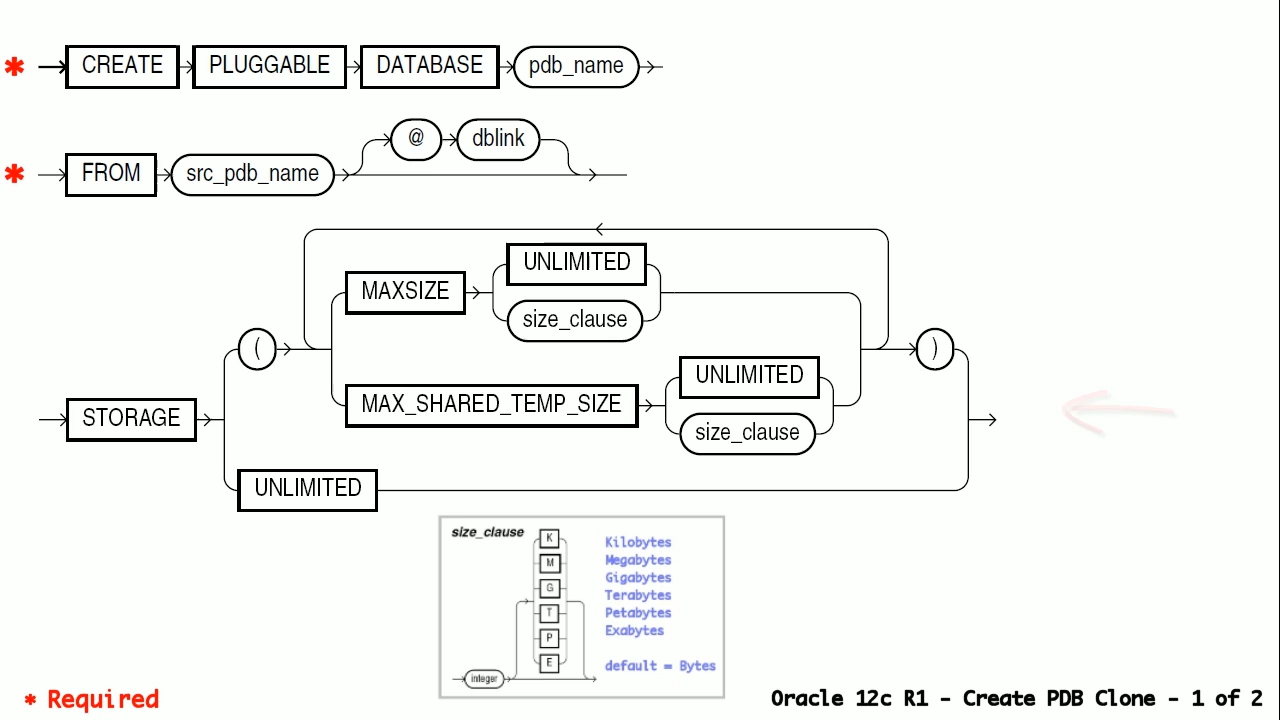 * CREATE PLUGGABLE DATABASE pdb_name
@ dblink
* FROM src_pdb_name
UNLIMITED
MAXSIZE
size_clause
( )
UNLIMITED
MAX_SHARED_TEMP_SIZE
STORAGE
size_clause
UNLIMITED
size_clause
K
M
G
T
P
E
integer
Kilobytes
Megabytes
Gigabytes
Terabytes
Petabytes
Exabytes
default = Bytes
* Required
Oracle 12c R1 - Create PDB Clone - 1 of 2